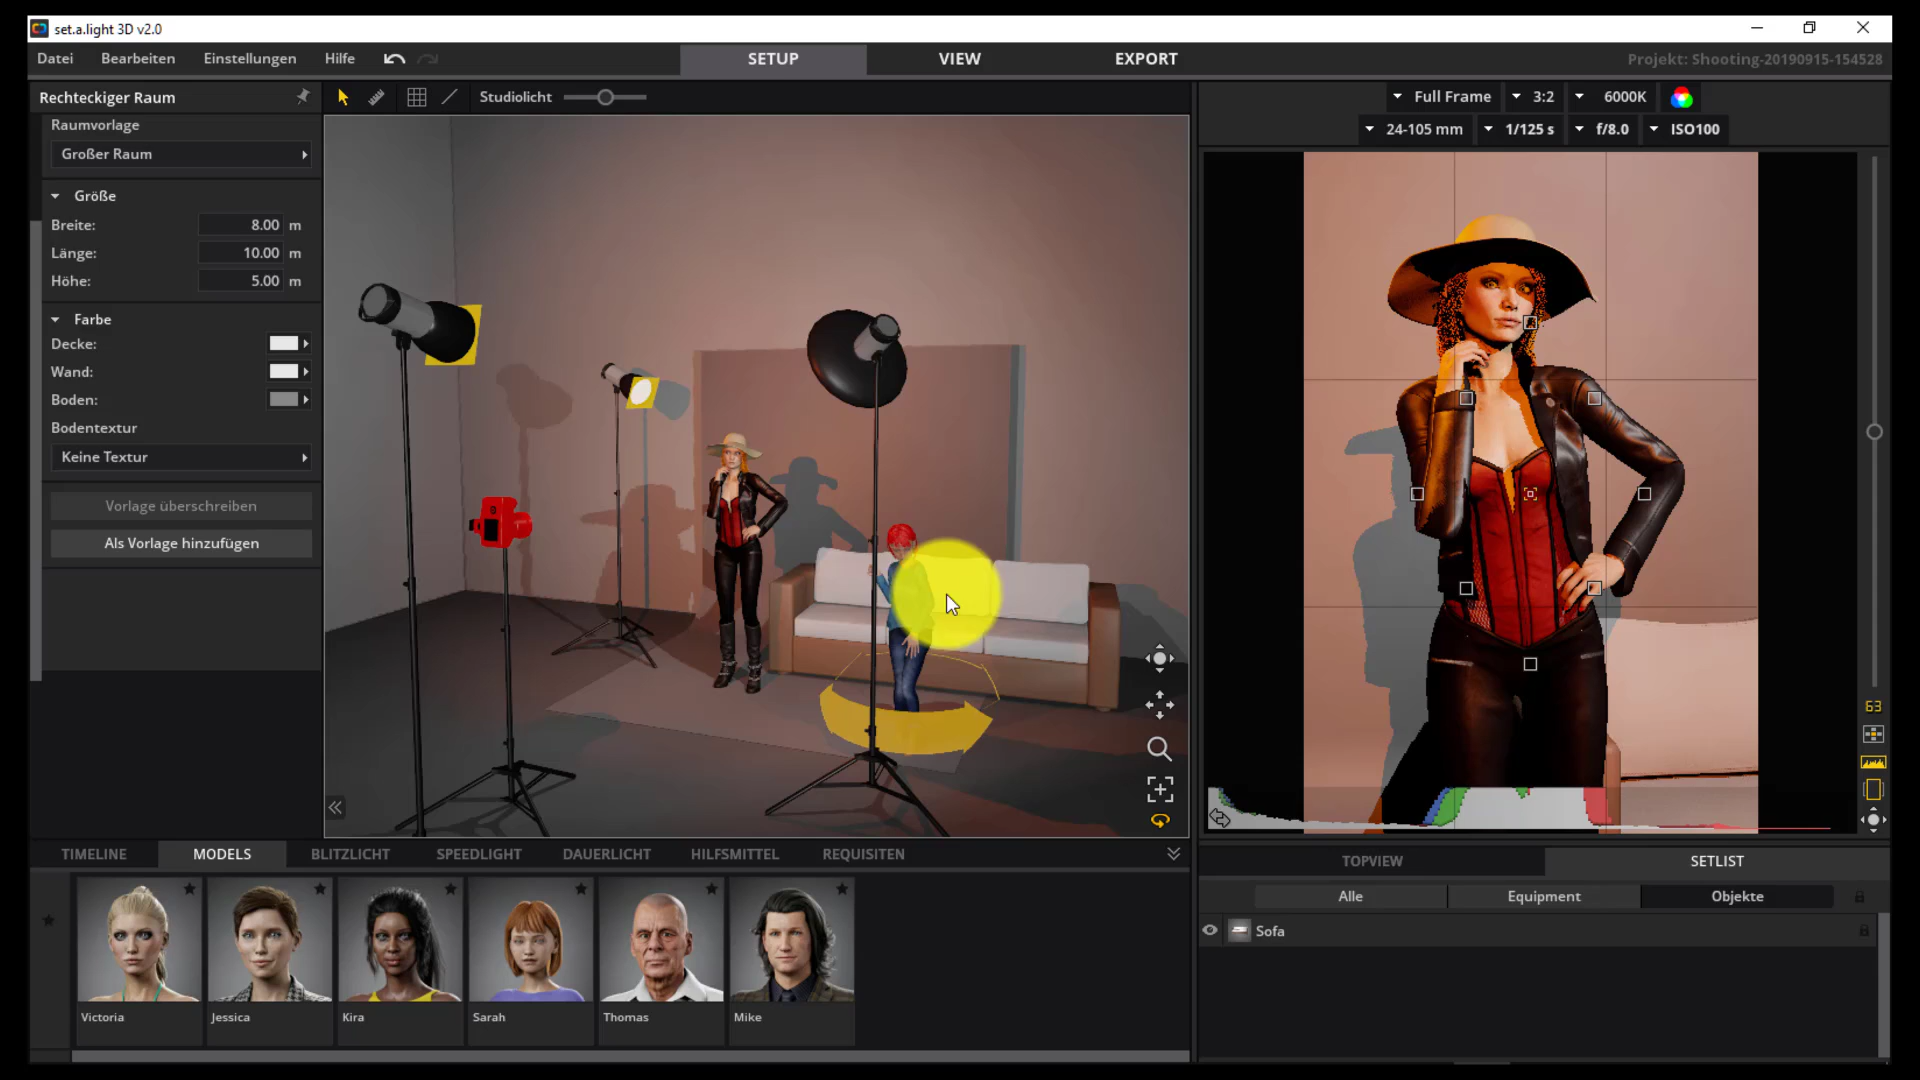 set.a.light 3D v2.0
Datei Bearbeiten Einstellungen Hilfe SETUP VIEW EXPORT Projekt: Shooting-20190915-154528
Rechteckiger Raum Studiolicht Full Frame 3:2 6000K
24-105 mm 1/125 s f/8.0 ISO100
Raumvorlage
Großer Raum
Größe
Breite: 8.00 m
Länge: 10.00 m
Höhe: 5.00 m
Farbe
Decke:
Wand:
Boden:
Bodentextur
Keine Textur
Vorlage überschreiben
Als Vorlage hinzufügen
63
TIMELINE MODELS BLITZLICHT SPEEDLIGHT DAUERLICHT HILFSMITTEL REQUISITEN
Victoria Jessica Kira Sarah Thomas Mike
TOPVIEW SETLIST
Alle Equipment Objekte
Sofa